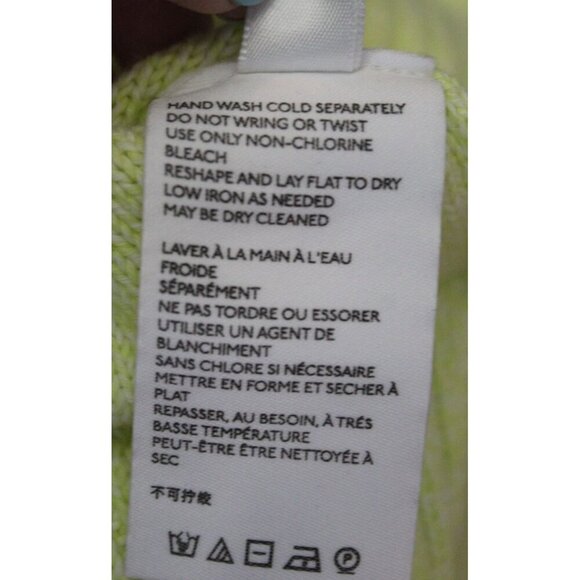 HAND WASH COLD SEPARATELY
DO NOT WRING OR TWIST
USE ONLY NON-CHLORINE
BLEACH
RESHAPE AND LAY FLAT TO DRY
LOW IRON AS NEEDED
MAY BE DRY CLEANED
LAVER À LA MAIN À L'EAU
FROIDE
SÉPARÉMENT
NE PAS TORDRE OU ESSORER
UTILISER UN AGENT DE
BLANCHIMENT
SANS CHLORE SI NÉCESSAIRE
METTRE EN FORME ET SECHER À
PLAT
REPASSER, AU BESOIN, À TRÉS
BASSE TEMPÉRATURE
PEUT-ÊTRE ÊTRE NETTOYÉE À
SEC
不可拧绞
P